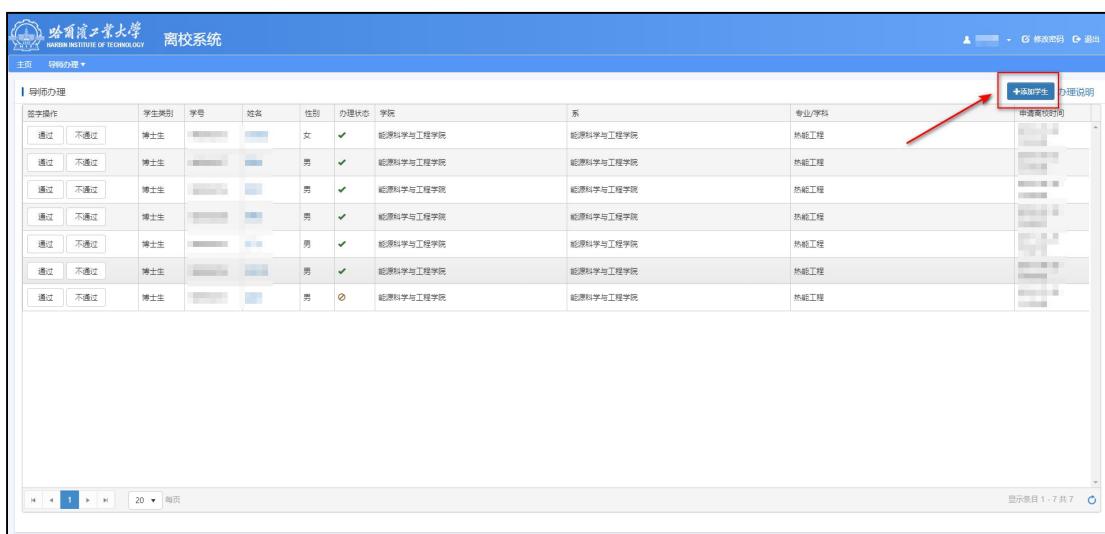 哈爾濱工業大學 离校系统
HARBIN INSTITUTE OF TECHNOLOGY
修改密码 退出
主页 导师办理
导师办理 添加学生 办理说明
签字操作 学生类别 学号 姓名 性别 办理状态 学院 系 专业/学科 申请离校时间
通过 不通过 博士生 女 能源科学与工程学院 能源科学与工程学院 热能工程
通过 不通过 博士生 男 能源科学与工程学院 能源科学与工程学院 热能工程
通过 不通过 博士生 男 能源科学与工程学院 能源科学与工程学院 热能工程
通过 不通过 博士生 男 能源科学与工程学院 能源科学与工程学院 热能工程
通过 不通过 博士生 男 能源科学与工程学院 能源科学与工程学院 热能工程
通过 不通过 博士生 男 能源科学与工程学院 能源科学与工程学院 热能工程
通过 不通过 博士生 男 能源科学与工程学院 能源科学与工程学院 热能工程
1 20 每页 显示条目 1 - 7 共 7